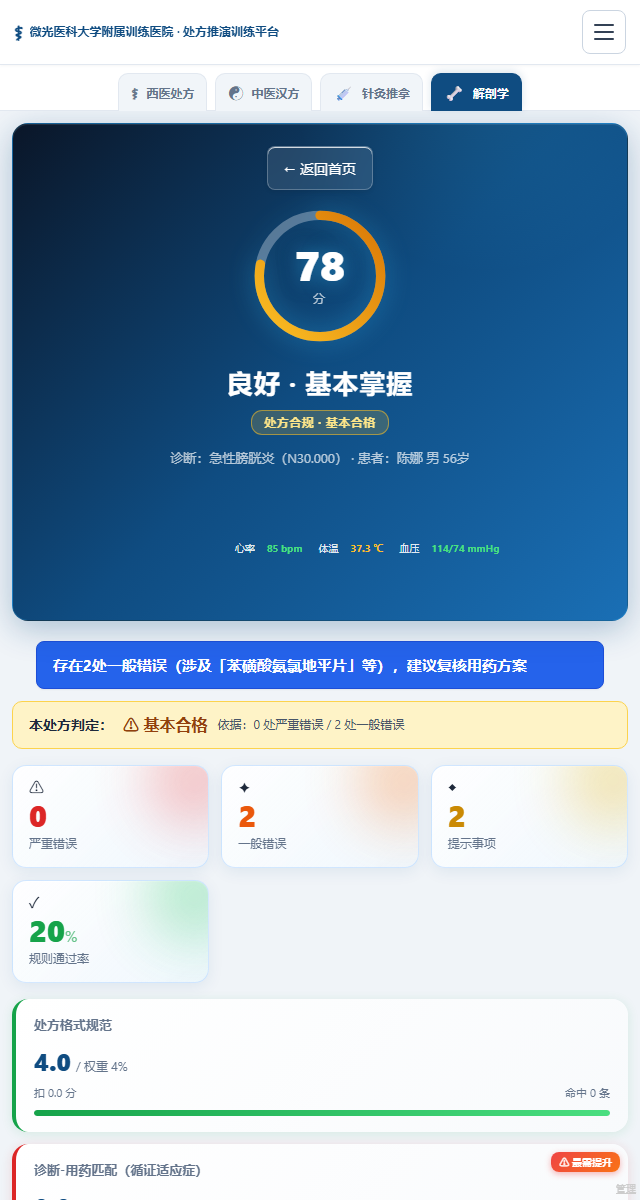 微光医科大学附属训练医院 · 处方推演训练平台
西医处方
中医汉方
针灸推拿
解剖学
← 返回首页
78
分
良好 · 基本掌握
处方合规 · 基本合格
诊断：急性膀胱炎（N30.000） · 患者：陈娜 男 56岁
心率 85 bpm 体温 37.3 ℃ 血压 114/74 mmHg
存在2处一般错误（涉及「苯磺酸氨氯地平片」等），建议复核用药方案
本处方判定： ⚠ 基本合格 依据：0 处严重错误 / 2 处一般错误
0
严重错误
2
一般错误
2
提示事项
20%
规则通过率
处方格式规范
4.0 / 权重 4%
扣 0.0 分
命中 0 条
⚠ 最需提升
诊断-用药匹配（循证适应症）
管理